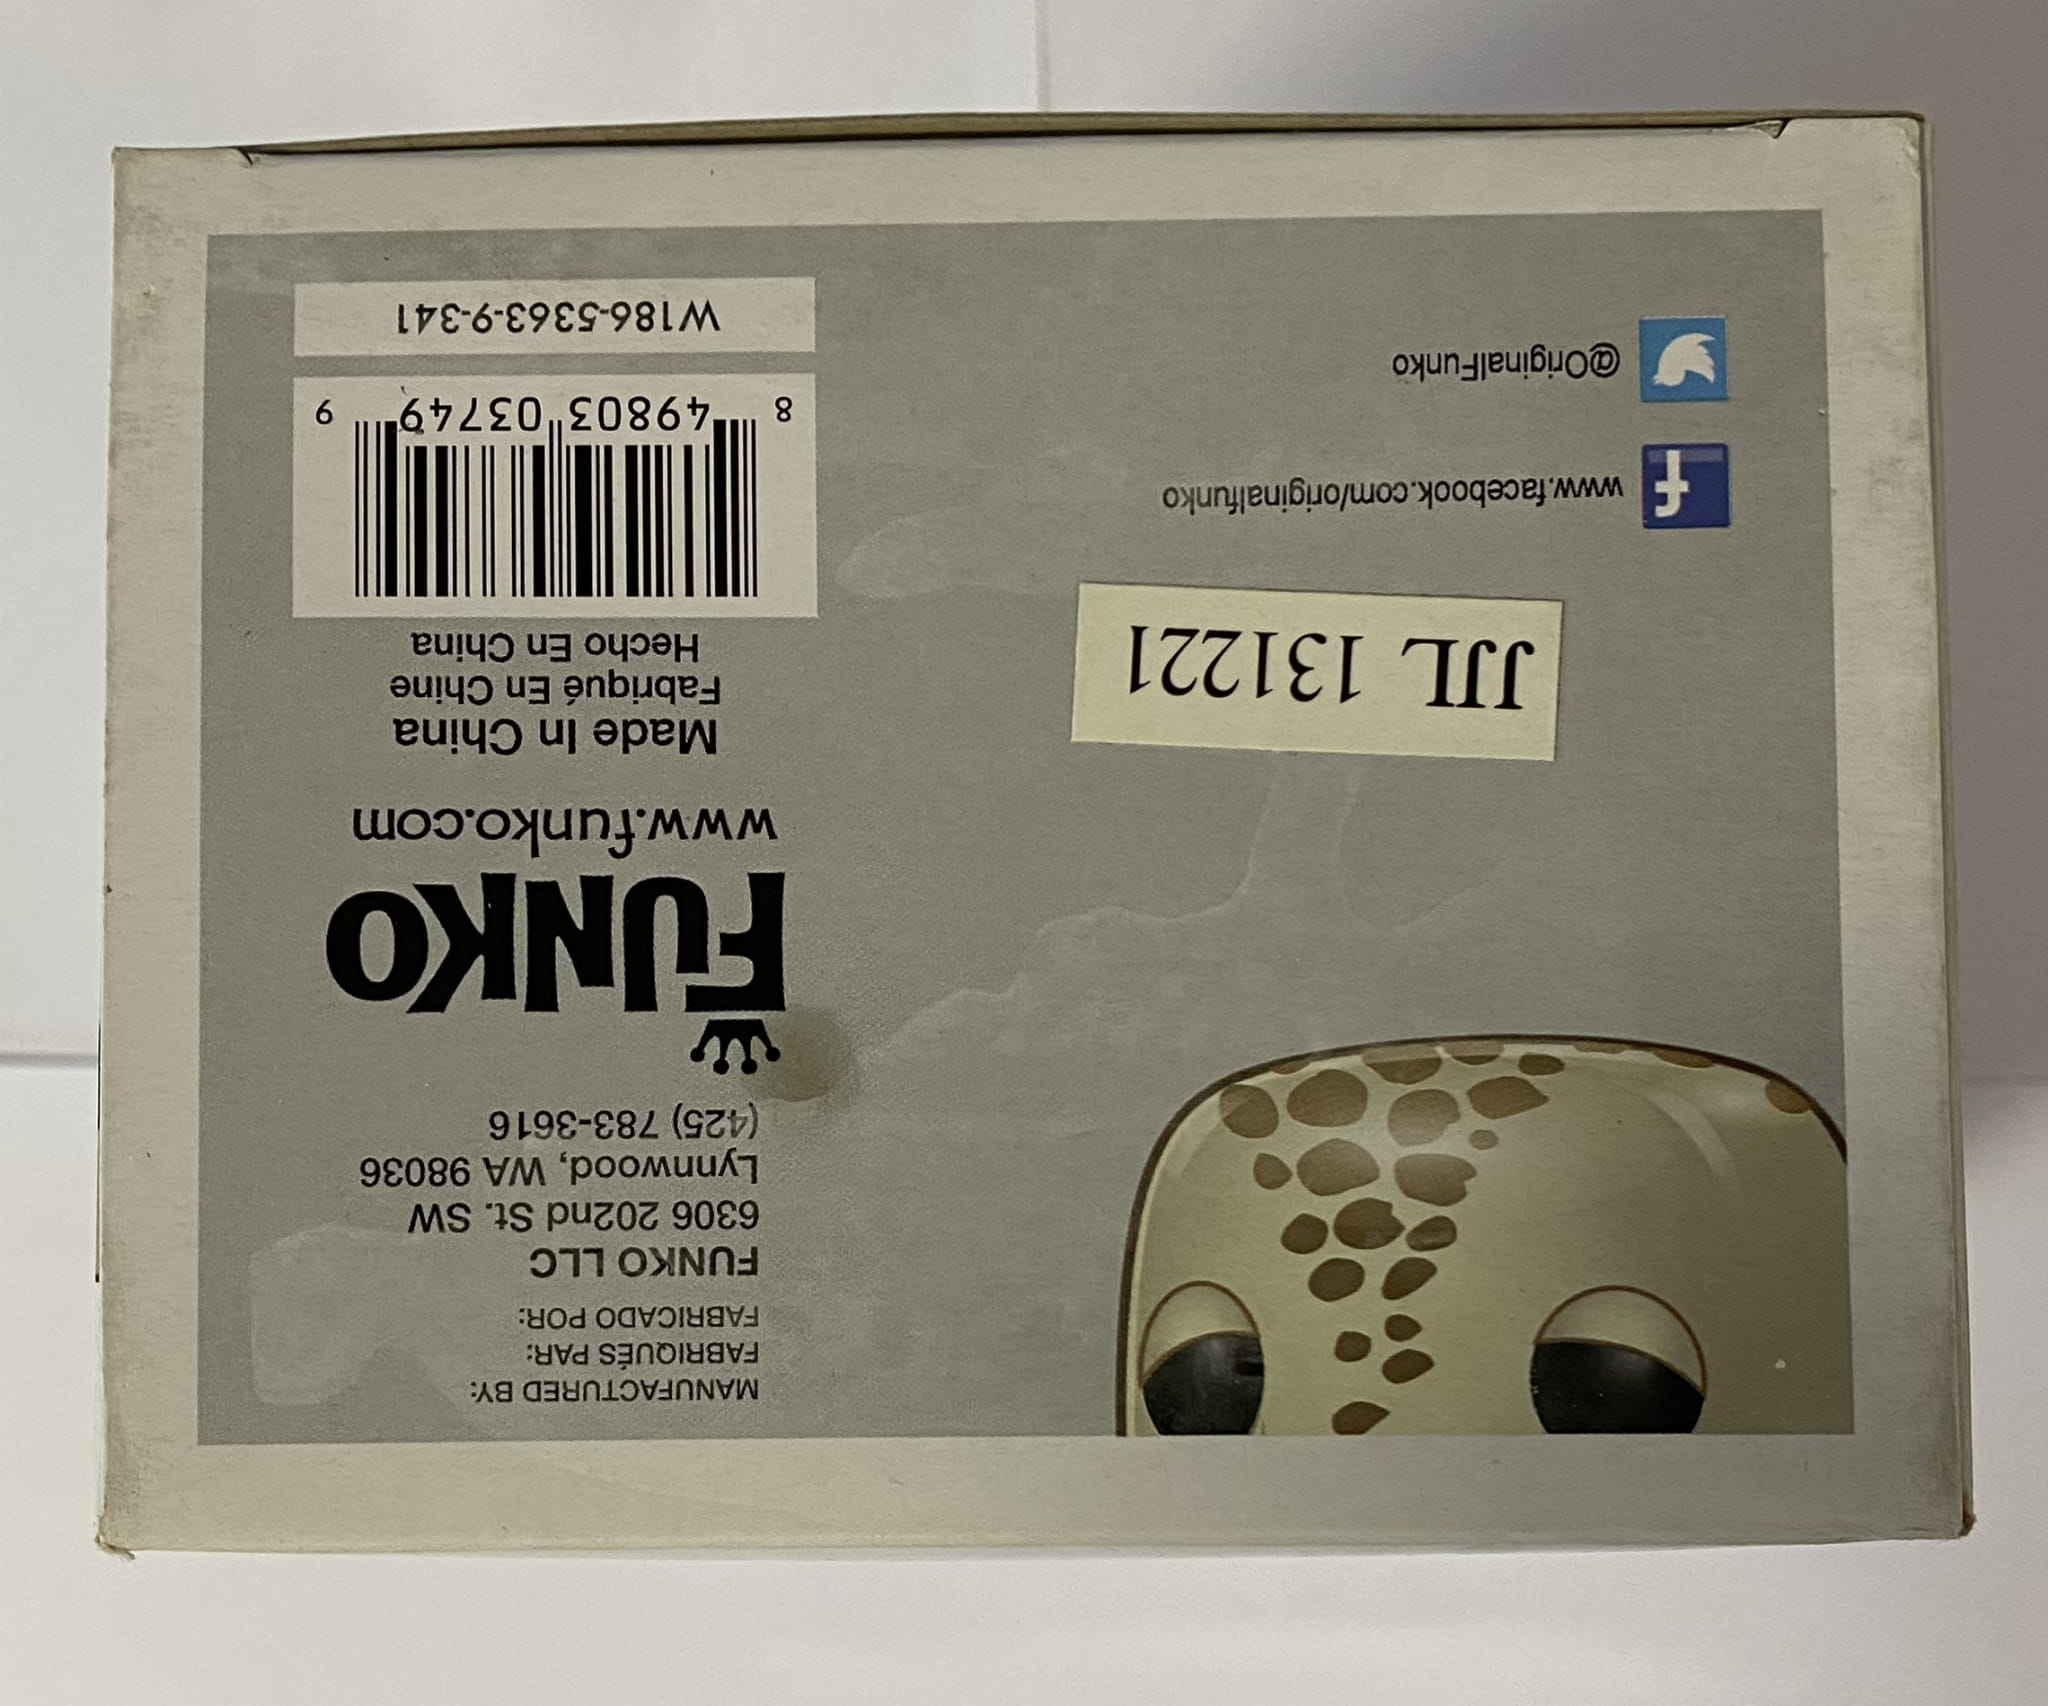 MANUFACTURED BY:
FABRIQUÉS PAR:
FABRICADO POR:
FUNKO LLC
6306 202nd St. SW
Lynnwood, WA 98036
(425) 783-3616
FUNKO
www.funko.com
Made In China
Fabriqué En Chine
Hecho En China
8 49803 03749 9
W186-5363-9-341
JJL 131221
f www.facebook.com/originalfunko
@OriginalFunko